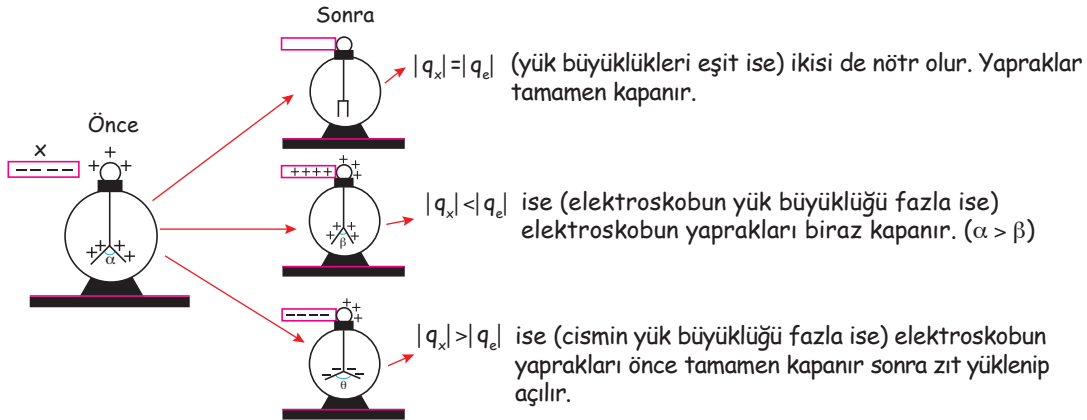 Sonra
|qₓ|=|qₑ| (yük büyüklükleri eşit ise) ikisi de nötr olur. Yapraklar
tamamen kapanır.
Önce
x
– – – –
+ + +
+ + + +
α
+ + + +
+ + + +
+ + + +
β
|qₓ|<|qₑ| ise (elektroskobun yük büyüklüğü fazla ise)
elektroskobun yaprakları biraz kapanır. (α > β)
– – – –
+ + +
– – – –
θ
|qₓ|>|qₑ| ise (cismin yük büyüklüğü fazla ise) elektroskobun
yaprakları önce tamamen kapanır sonra zıt yüklenip
açılır.